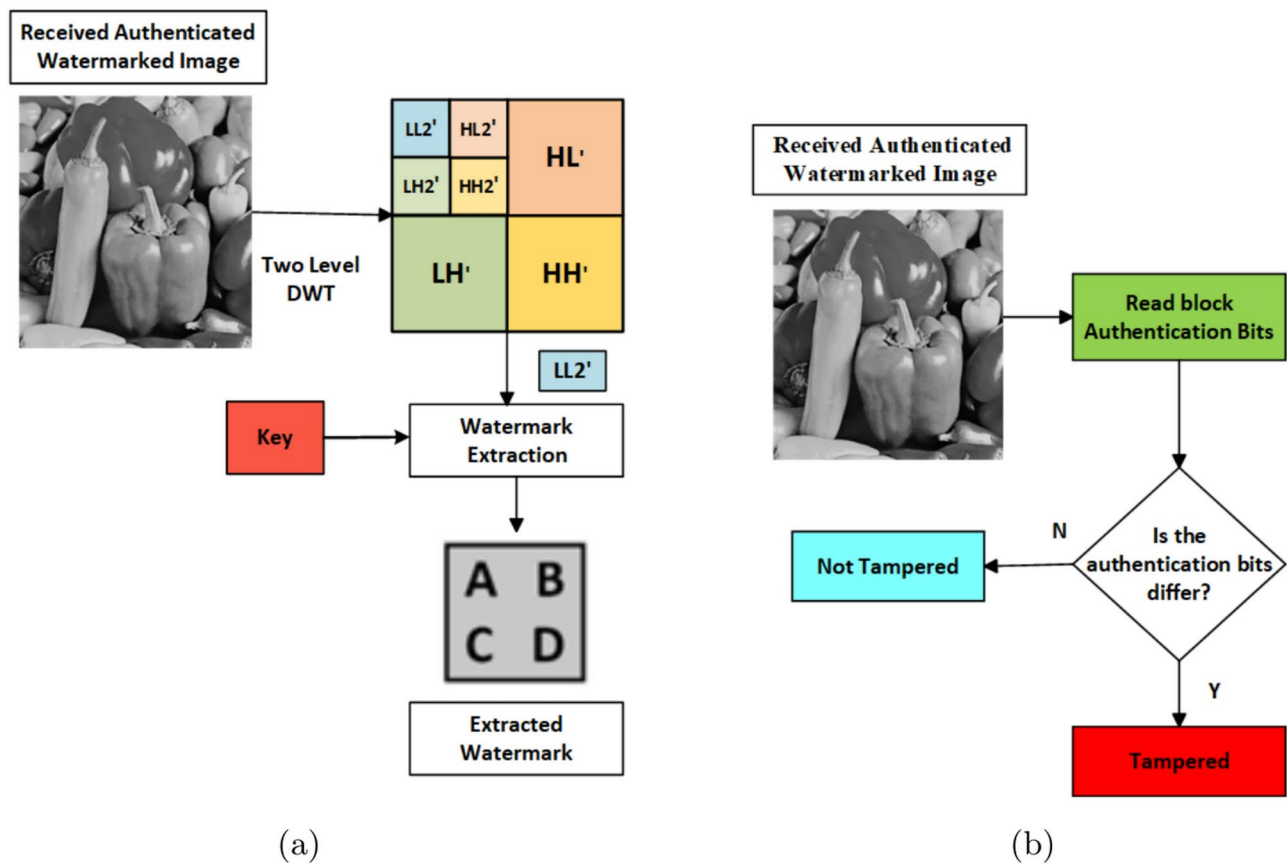 Received Authenticated
Watermarked Image
LL2'
HL2'
HL'
LH2'
HH2'
LH'
HH'
Two Level
DWT
LL2'
Key
Watermark
Extraction
A B
C D
Extracted
Watermark
(a)
Received Authenticated
Watermarked Image
Read block
Authentication Bits
Is the
authentication bits
differ?
N
Not Tampered
Y
Tampered
(b)